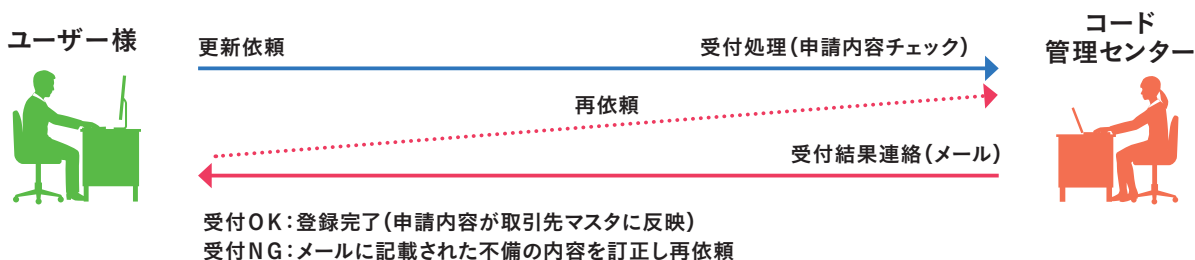 ユーザー様
コード
管理センター
更新依頼
受付処理(申請内容チェック)
再依頼
受付結果連絡(メール)
受付OK:登録完了(申請内容が取引先マスタに反映)
受付NG:メールに記載された不備の内容を訂正し再依頼